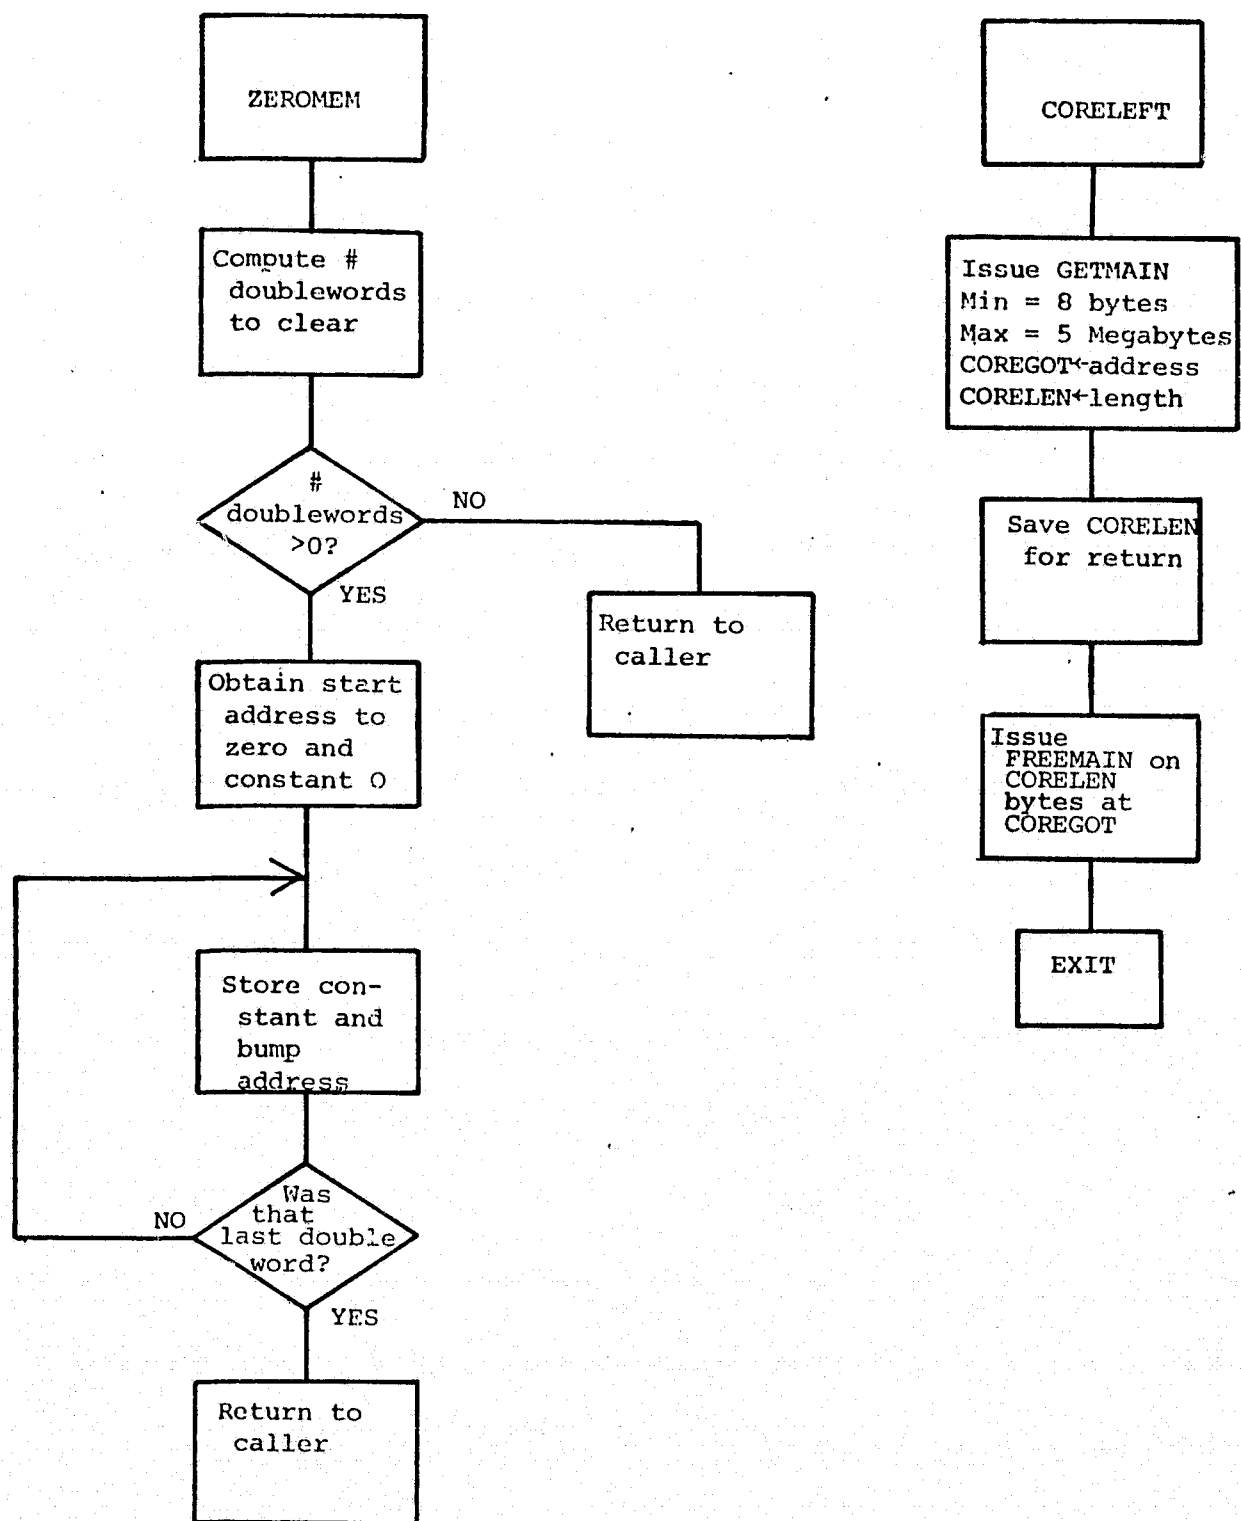 ZEROMEM
Compute #
doublewords
to clear
#
doublewords
>0?
NO
YES
Return to
caller
Obtain start
address to
zero and
constant 0
Store con-
stant and
bump
address
Was
that
last double
word?
NO
YES
Return to
caller
CORELEFT
Issue GETMAIN
Min = 8 bytes
Max = 5 Megabytes
COREGOT←address
CORELEN←length
Save CORELEN
for return
Issue
FREEMAIN on
CORELEN
bytes at
COREGOT
EXIT